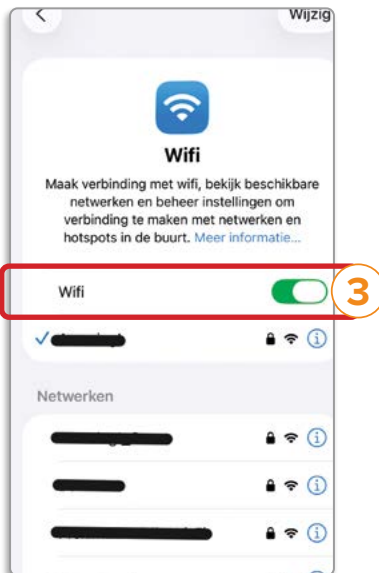 Wijzig
Wifi
Maak verbinding met wifi, bekijk beschikbare
netwerken en beheer instellingen om
verbinding te maken met netwerken en
hotspots in de buurt. Meer informatie...
Wifi
3
Netwerken